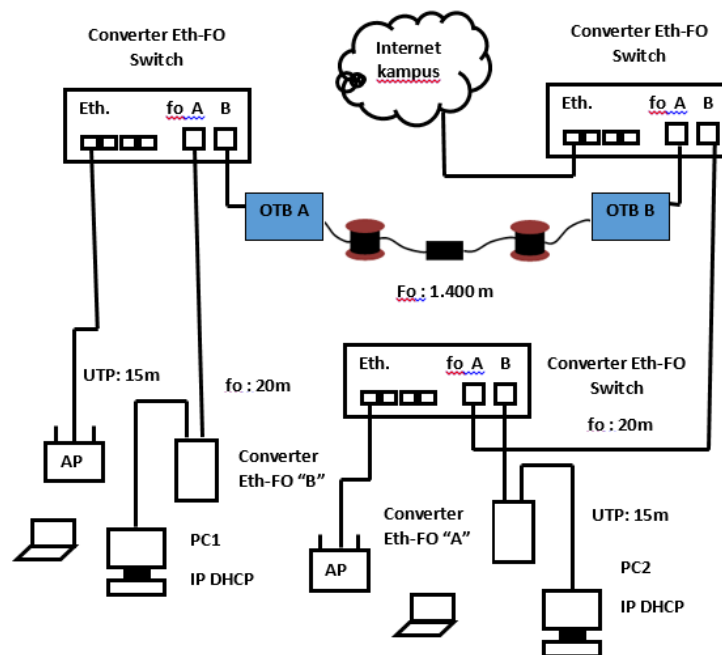 Converter Eth-FO
Switch
Eth. fo A B
Internet
kampus
Converter Eth-FO
Switch
Eth. fo A B
OTB A
OTB B
Fo : 1.400 m
UTP: 15m
fo : 20m
AP
Converter
Eth-FO “B”
PC1
IP DHCP
Eth. fo A B
Converter Eth-FO
Switch
fo : 20m
Converter
Eth-FO “A”
AP
UTP: 15m
PC2
IP DHCP